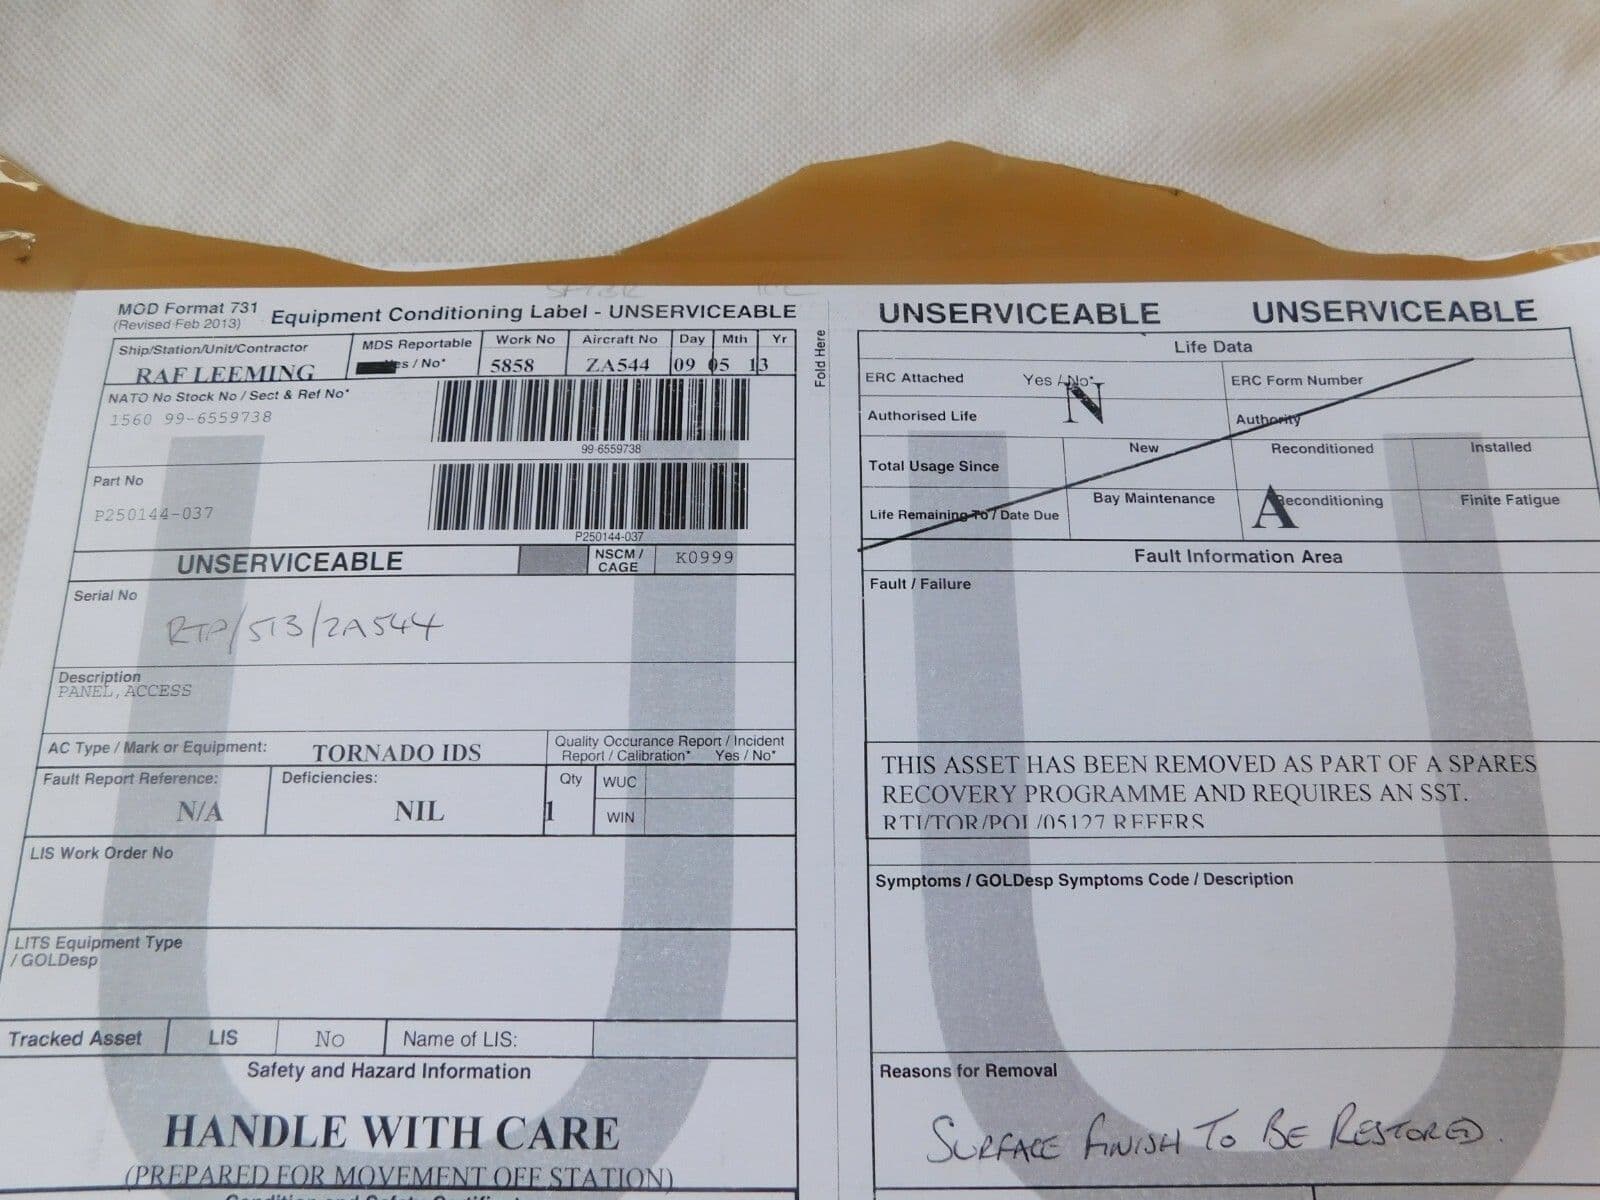 MOD Format 731
(Revised Feb 2013)
Equipment Conditioning Label - UNSERVICEABLE
Ship/Station/Unit/Contractor
RAF LEEMING
MDS Reportable
es / No*
Work No
5858
Aircraft No
ZA544
Day Mth Yr
09 05 13
NATO No Stock No / Sect & Ref No*
1560 99-6559738
99-6559738
Part No
P250144-037
P250144-037
UNSERVICEABLE
NSCM /
CAGE
K0999
Serial No
RTP/513/ZA544
Description
PANEL, ACCESS
AC Type / Mark or Equipment:
TORNADO IDS
Quality Occurance Report / Incident
Report / Calibration* Yes / No*
Fault Report Reference:
N/A
Deficiencies:
NIL
Qty
1
WUC
WIN
LIS Work Order No
LITS Equipment Type
/ GOLDesp
Tracked Asset LIS No Name of LIS:
Safety and Hazard Information
HANDLE WITH CARE
(PREPARED FOR MOVEMENT OFF STATION)
Fold Here
UNSERVICEABLE UNSERVICEABLE
Life Data
ERC Attached Yes / No*
N
ERC Form Number
Authorised Life
Authority
Total Usage Since
New
Reconditioned
Installed
Life Remaining To / Date Due
Bay Maintenance
A
econditioning
Finite Fatigue
Fault Information Area
Fault / Failure
THIS ASSET HAS BEEN REMOVED AS PART OF A SPARES
RECOVERY PROGRAMME AND REQUIRES AN SST.
REFERS
Symptoms / GOLDesp Symptoms Code / Description
Reasons for Removal
SURFACE FINISH TO BE RESTORED.